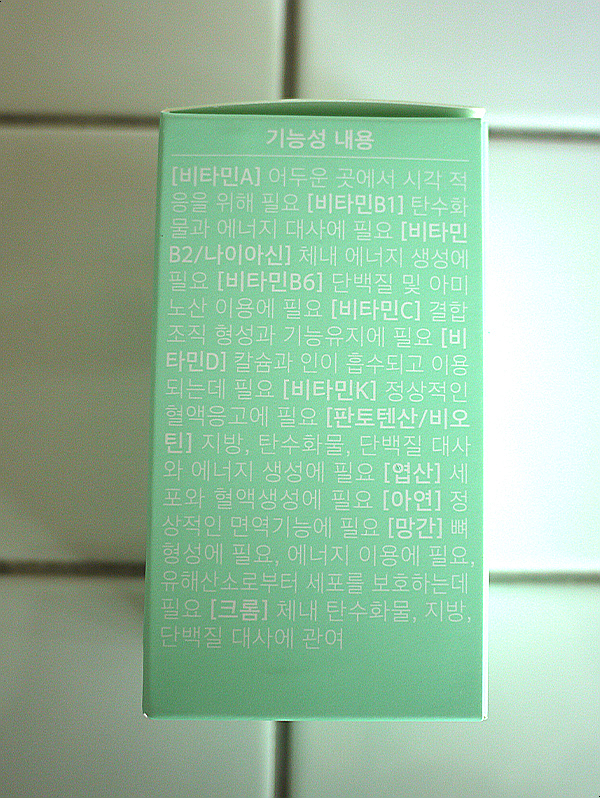 기능성 내용
[비타민A] 어두운 곳에서 시각 적
응을 위해 필요 [비타민B1] 탄수화
물과 에너지 대사에 필요 [비타민
B2/나이아신] 체내 에너지 생성에
필요 [비타민B6] 단백질 및 아미
노산 이용에 필요 [비타민C] 결합
조직 형성과 기능유지에 필요 [비
타민D] 칼슘과 인이 흡수되고 이용
되는데 필요 [비타민K] 정상적인
혈액응고에 필요 [판토텐산/비오
틴] 지방, 탄수화물, 단백질 대사
와 에너지 생성에 필요 [엽산] 세
포와 혈액생성에 필요 [아연] 정
상적인 면역기능에 필요 [망간] 뼈
형성에 필요, 에너지 이용에 필요,
유해산소로부터 세포를 보호하는데
필요 [크롬] 체내 탄수화물, 지방,
단백질 대사에 관여